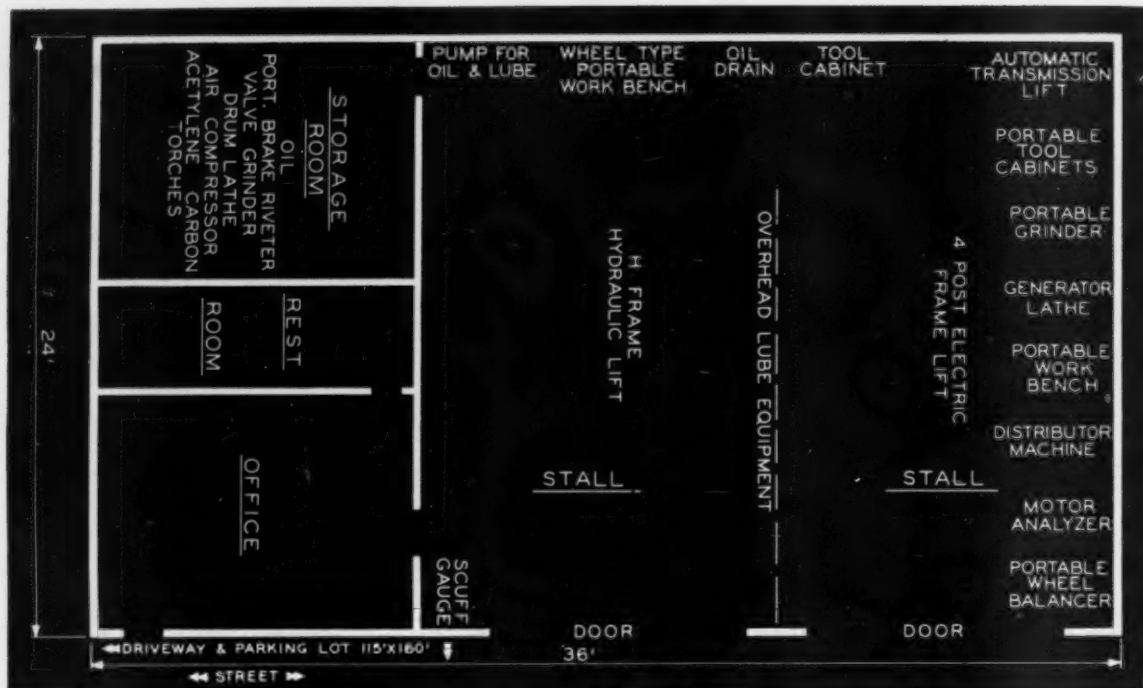 PUMP FOR
OIL & LUBE
WHEEL TYPE
PORTABLE
WORK BENCH
OIL
DRAIN
TOOL
CABINET
AUTOMATIC
TRANSMISSION
LIFT
STORAGE
ROOM
OIL
PORT. BRAKE RIVETER
VALVE GRINDER
DRUM LATHE
AIR COMPRESSOR
ACETYLENE CARBON
TORCHES
PORTABLE
TOOL
CABINETS
PORTABLE
GRINDER
H FRAME
HYDRAULIC LIFT
OVERHEAD LUBE EQUIPMENT
4 POST ELECTRIC
FRAME LIFT
GENERATOR
LATHE
REST
ROOM
24'
PORTABLE
WORK
BENCH
DISTRIBUTOR
MACHINE
OFFICE
STALL
STALL
MOTOR
ANALYZER
SCUFF
GAUGE
PORTABLE
WHEEL
BALANCER
DOOR
DOOR
DRIVEWAY & PARKING LOT 115'X160'
36'
STREET